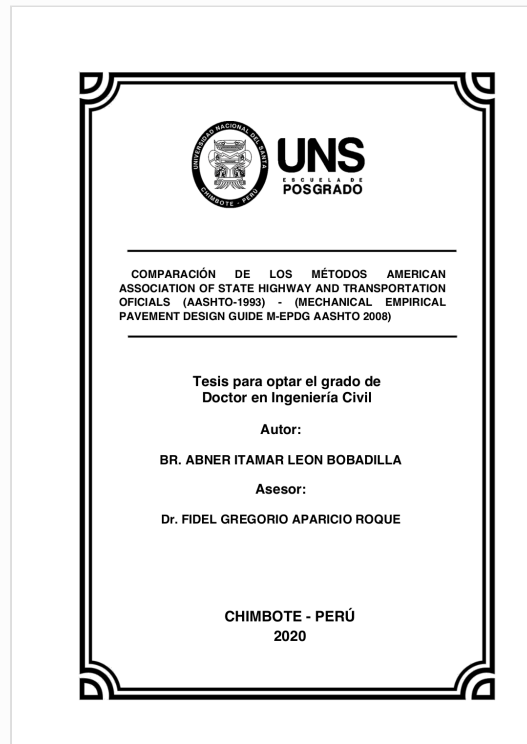 UNIVERSIDAD NACIONAL DEL SANTA
CHIMBOTE - PERÚ
UNS
ESCUELA DE
POSGRADO
COMPARACIÓN DE LOS MÉTODOS AMERICAN
ASSOCIATION OF STATE HIGHWAY AND TRANSPORTATION
OFICIALS (AASHTO-1993) - (MECHANICAL EMPIRICAL
PAVEMENT DESIGN GUIDE M-EPDG AASHTO 2008)
Tesis para optar el grado de
Doctor en Ingeniería Civil
Autor:
BR. ABNER ITAMAR LEON BOBADILLA
Asesor:
Dr. FIDEL GREGORIO APARICIO ROQUE
CHIMBOTE - PERÚ
2020